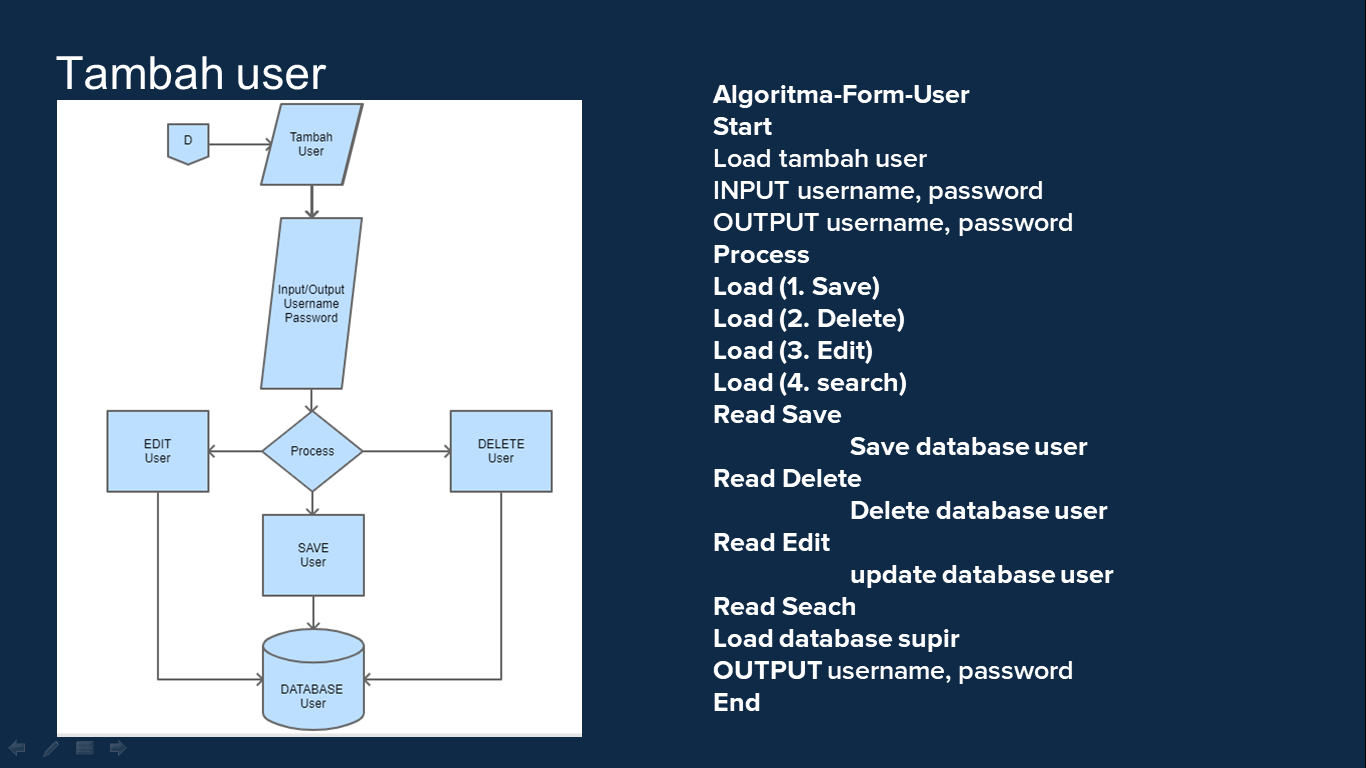 Tambah user
D
Tambah
User
Input/Output
Username
Password
EDIT
User
Process
DELETE
User
SAVE
User
DATABASE
User
Algoritma-Form-User
Start
Load tambah user
INPUT username, password
OUTPUT username, password
Process
Load (1. Save)
Load (2. Delete)
Load (3. Edit)
Load (4. search)
Read Save
Save database user
Read Delete
Delete database user
Read Edit
update database user
Read Seach
Load database supir
OUTPUT username, password
End